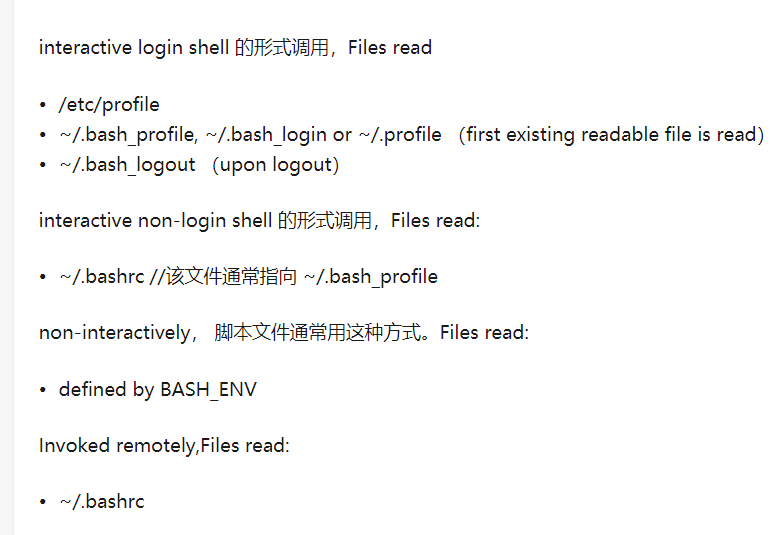 interactive login shell 的形式调用，Files read
• /etc/profile
• ~/.bash_profile, ~/.bash_login or ~/.profile （first existing readable file is read）
• ~/.bash_logout （upon logout）
interactive non-login shell 的形式调用，Files read:
• ~/.bashrc //该文件通常指向 ~/.bash_profile
non-interactively， 脚本文件通常用这种方式。Files read:
• defined by BASH_ENV
Invoked remotely,Files read:
• ~/.bashrc